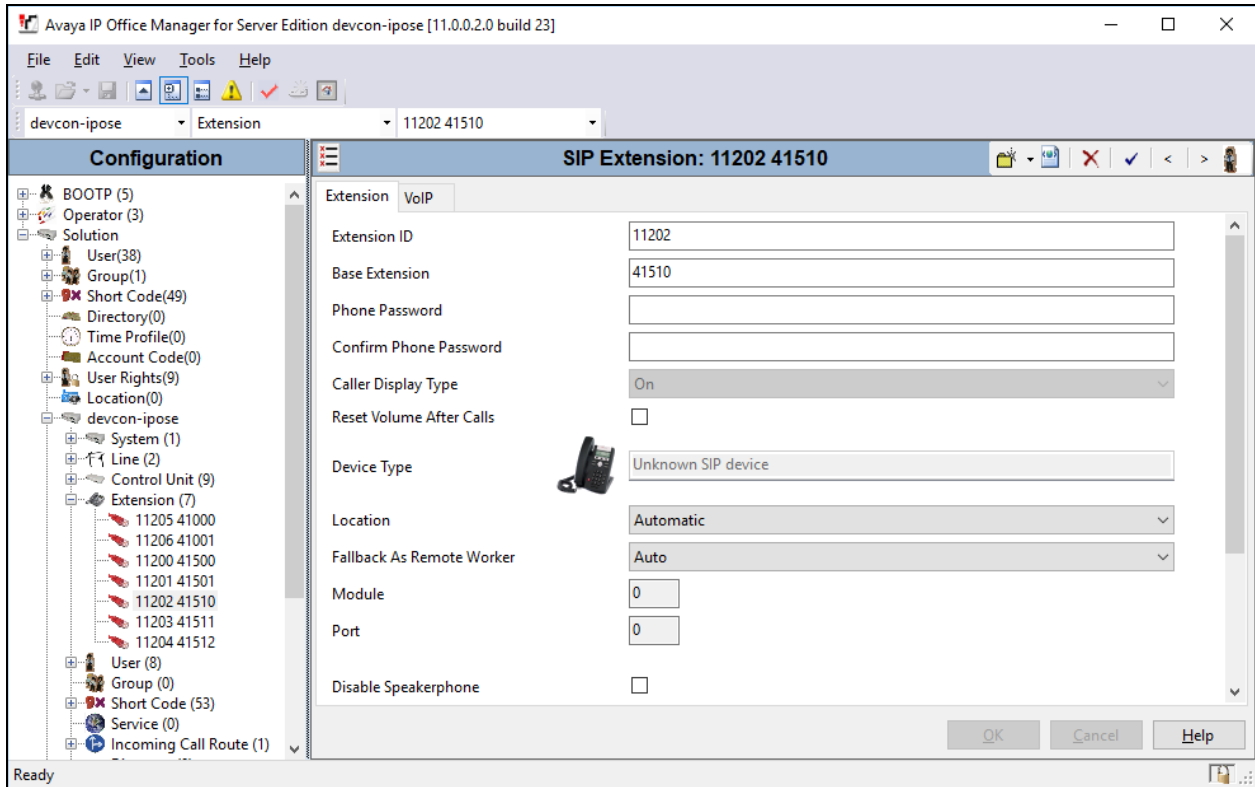 Avaya IP Office Manager for Server Edition devcon-ipose [11.0.0.2.0 build 23]
File Edit View Tools Help
devcon-ipose Extension 11202 41510
Configuration
BOOTP (5)
Operator (3)
Solution
User(38)
Group(1)
Short Code(49)
Directory(0)
Time Profile(0)
Account Code(0)
User Rights(9)
Location(0)
devcon-ipose
System (1)
Line (2)
Control Unit (9)
Extension (7)
11205 41000
11206 41001
11200 41500
11201 41501
11202 41510
11203 41511
11204 41512
User (8)
Group (0)
Short Code (53)
Service (0)
Incoming Call Route (1)
SIP Extension: 11202 41510
Extension VoIP
Extension ID 11202
Base Extension 41510
Phone Password
Confirm Phone Password
Caller Display Type On
Reset Volume After Calls
Device Type Unknown SIP device
Location Automatic
Fallback As Remote Worker Auto
Module 0
Port 0
Disable Speakerphone
OK Cancel Help
Ready